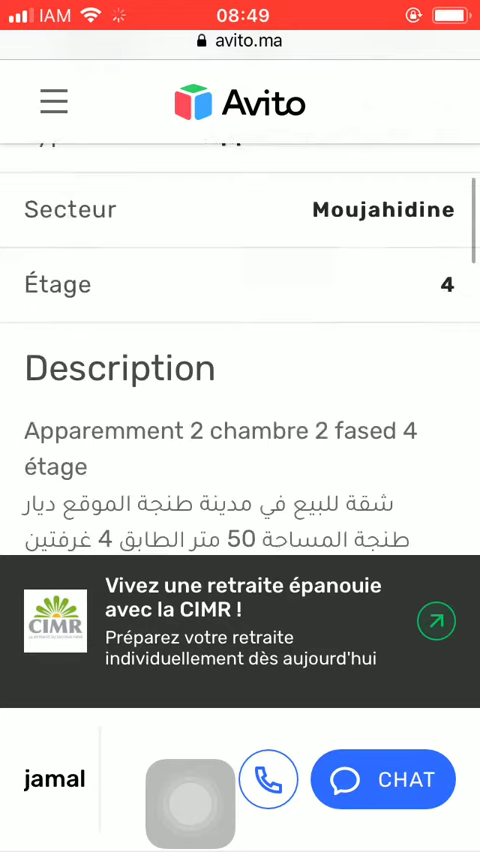 IAM
08:49
avito.ma
Avito
Secteur
Moujahidine
Étage
4
Description
Apparemment 2 chambre 2 fased 4
étage
شقة للبيع في مدينة طنجة الموقع ديار
طنجة المساحة 50 متر الطابق 4 غرفتين
CIMR
Vivez une retraite épanouie
avec la CIMR !
Préparez votre retraite
individuellement dès aujourd'hui
jamal
CHAT